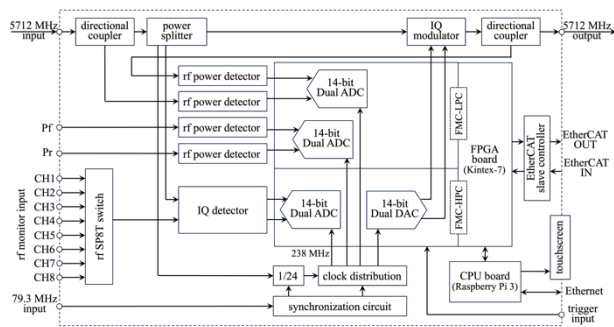 5712 MHz
input
directional
coupler
power
splitter
IQ
modulator
directional
coupler
5712 MHz
output
rf power detector
rf power detector
rf power detector
rf power detector
14-bit
Dual ADC
14-bit
Dual ADC
FMC-LPC
FPGA
board
(Kintex-7)
EtherCAT
slave controller
EtherCAT
OUT
EtherCAT
IN
Pf
Pr
rf monitor input
CH1
CH2
CH3
CH4
CH5
CH6
CH7
CH8
rf SP8T switch
IQ detector
14-bit
Dual ADC
14-bit
Dual DAC
FMC-HPC
238 MHz
1/24
clock distribution
CPU board
(Raspberry Pi 3)
touchscreen
Ethernet
79.3 MHz
input
synchronization circuit
trigger
input